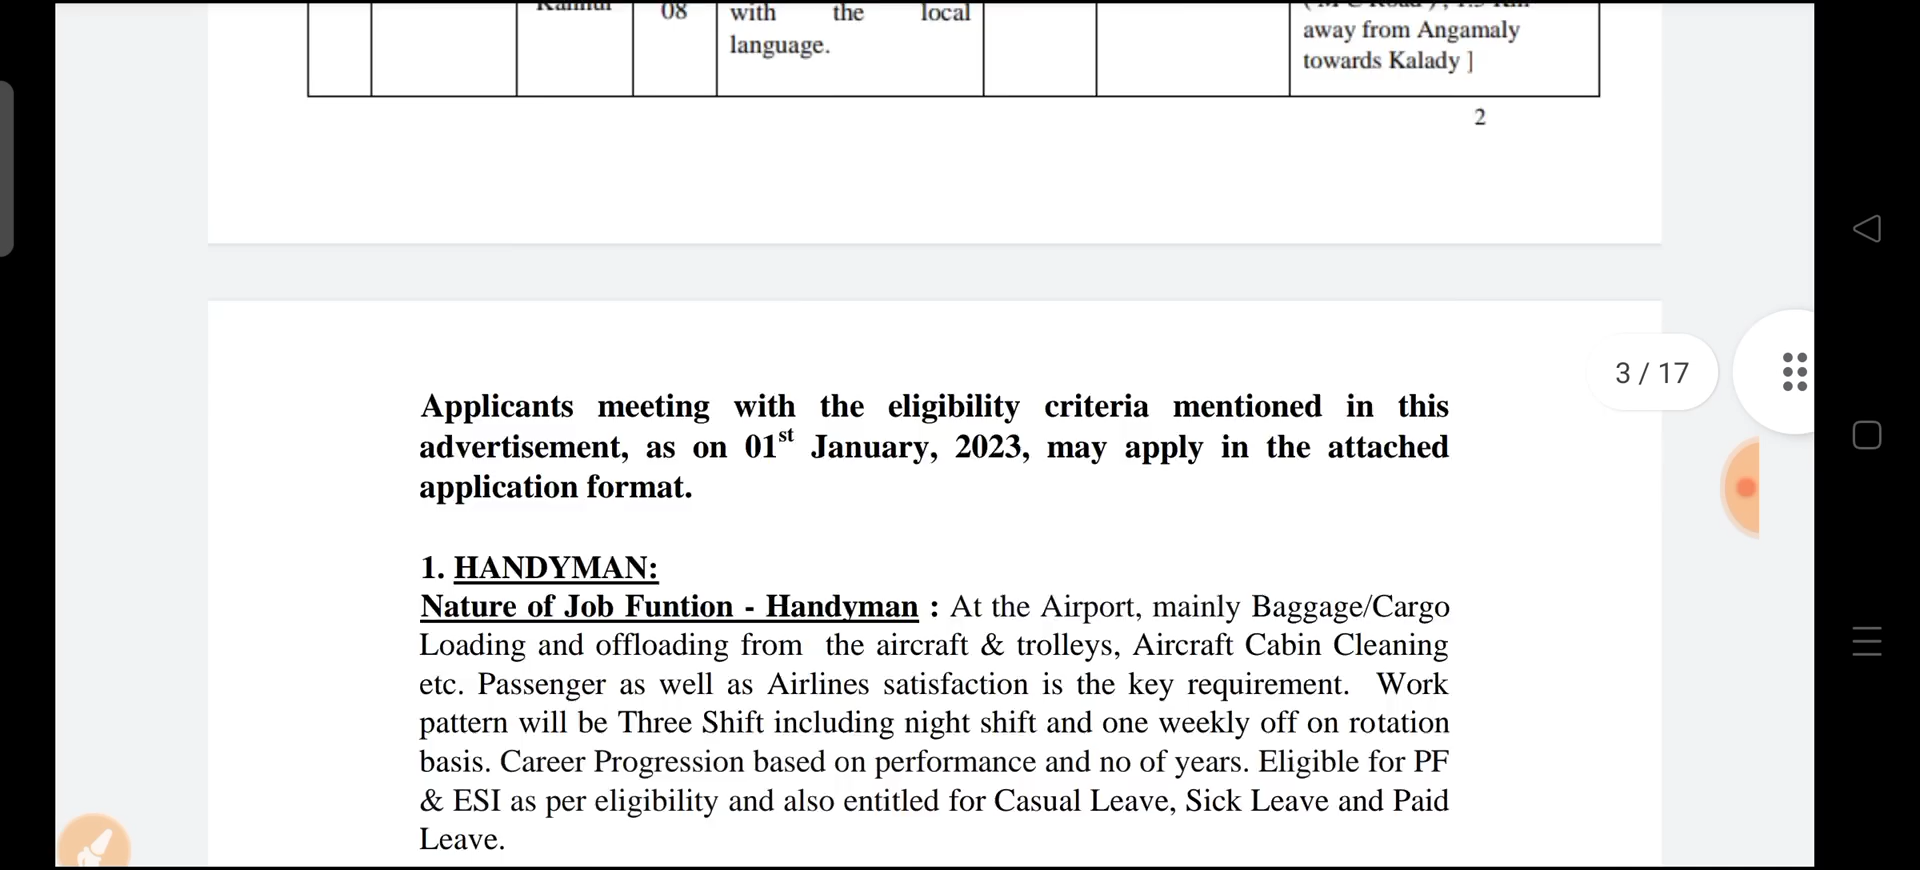 08
with the local
language.
away from Angamaly
towards Kalady ]
2
3 / 17
Applicants meeting with the eligibility criteria mentioned in this
advertisement, as on 01st January, 2023, may apply in the attached
application format.
1. HANDYMAN:
Nature of Job Funtion - Handyman : At the Airport, mainly Baggage/Cargo
Loading and offloading from the aircraft & trolleys, Aircraft Cabin Cleaning
etc. Passenger as well as Airlines satisfaction is the key requirement. Work
pattern will be Three Shift including night shift and one weekly off on rotation
basis. Career Progression based on performance and no of years. Eligible for PF
& ESI as per eligibility and also entitled for Casual Leave, Sick Leave and Paid
Leave.